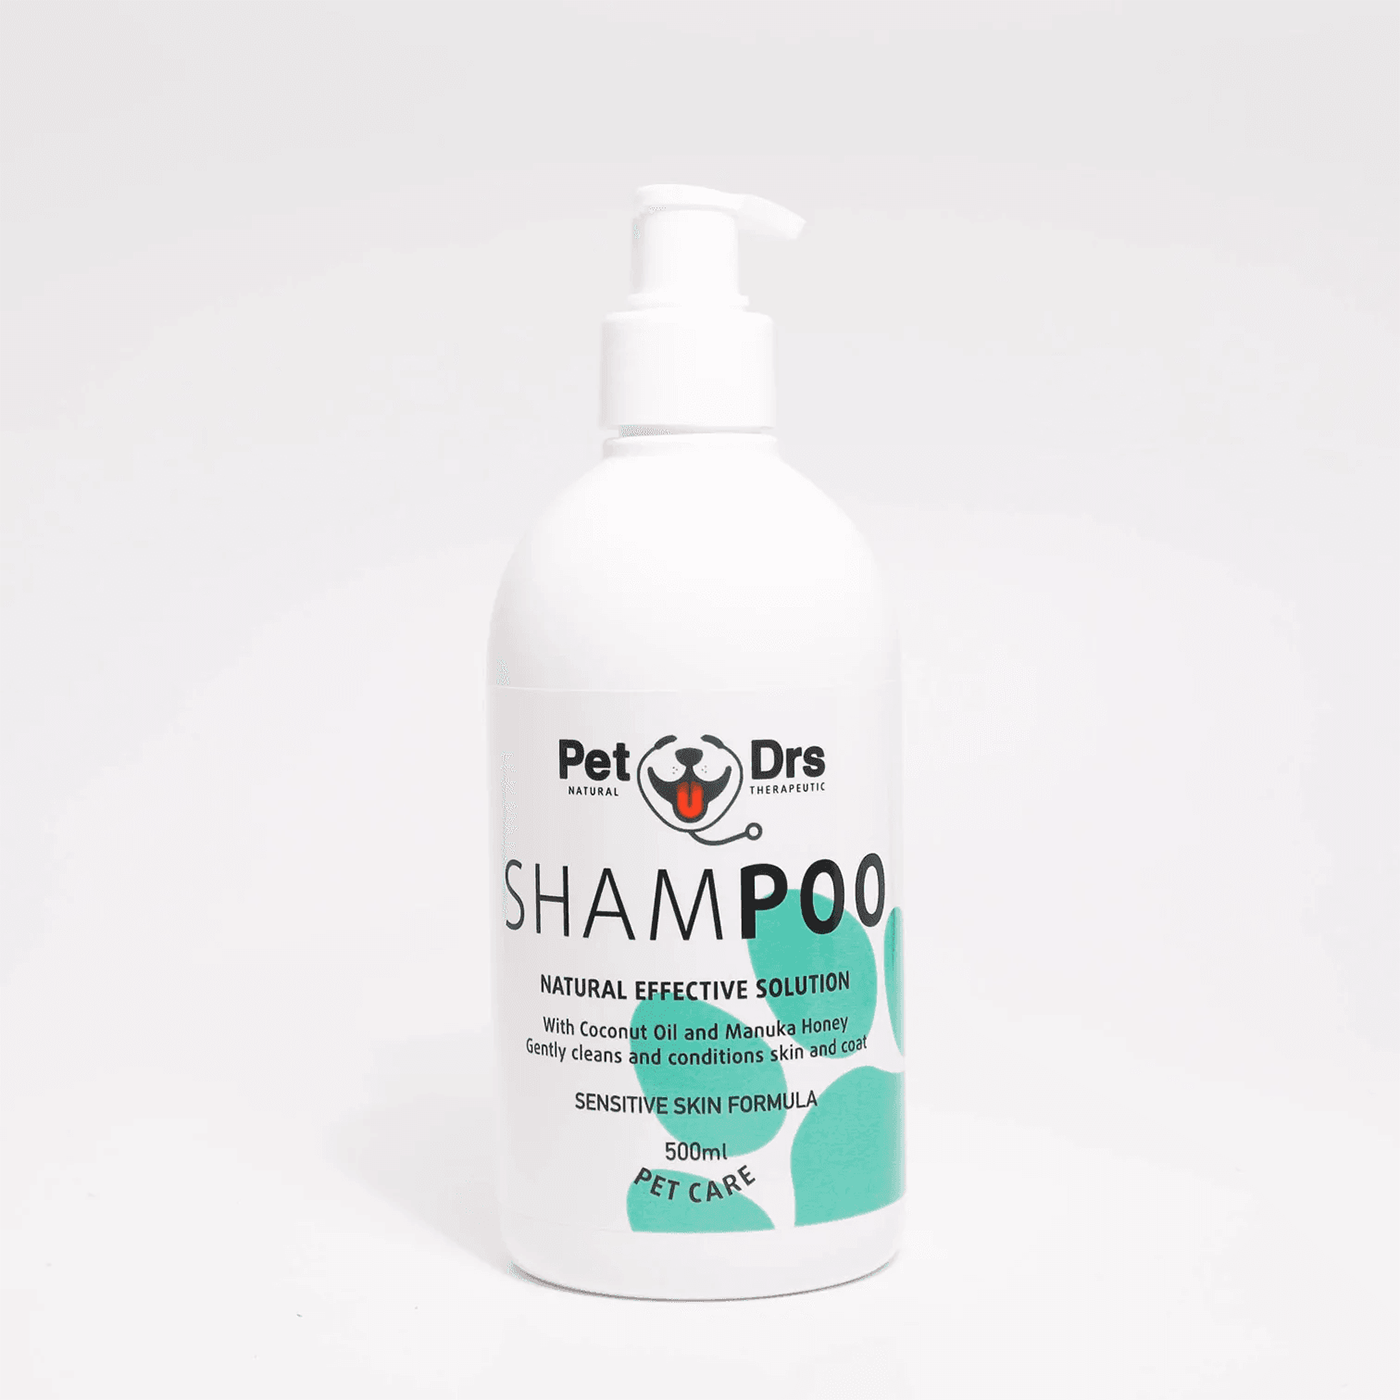 Pet Drs
NATURAL THERAPEUTIC
SHAMPOO
NATURAL EFFECTIVE SOLUTION
With Coconut Oil and Manuka Honey
Gently cleans and conditions skin and coat
SENSITIVE SKIN FORMULA
500ml
PET CARE